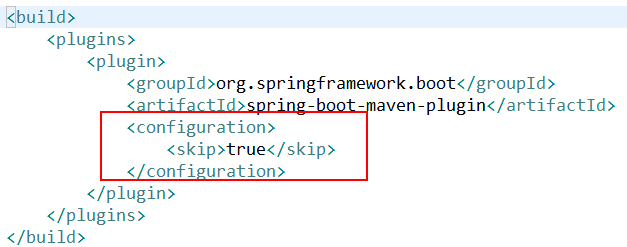 <build>
<plugins>
<plugin>
<groupId>org.springframework.boot</groupId>
<artifactId>spring-boot-maven-plugin</artifactId>
<configuration>
<skip>true</skip>
</configuration>
</plugin>
</plugins>
</build>